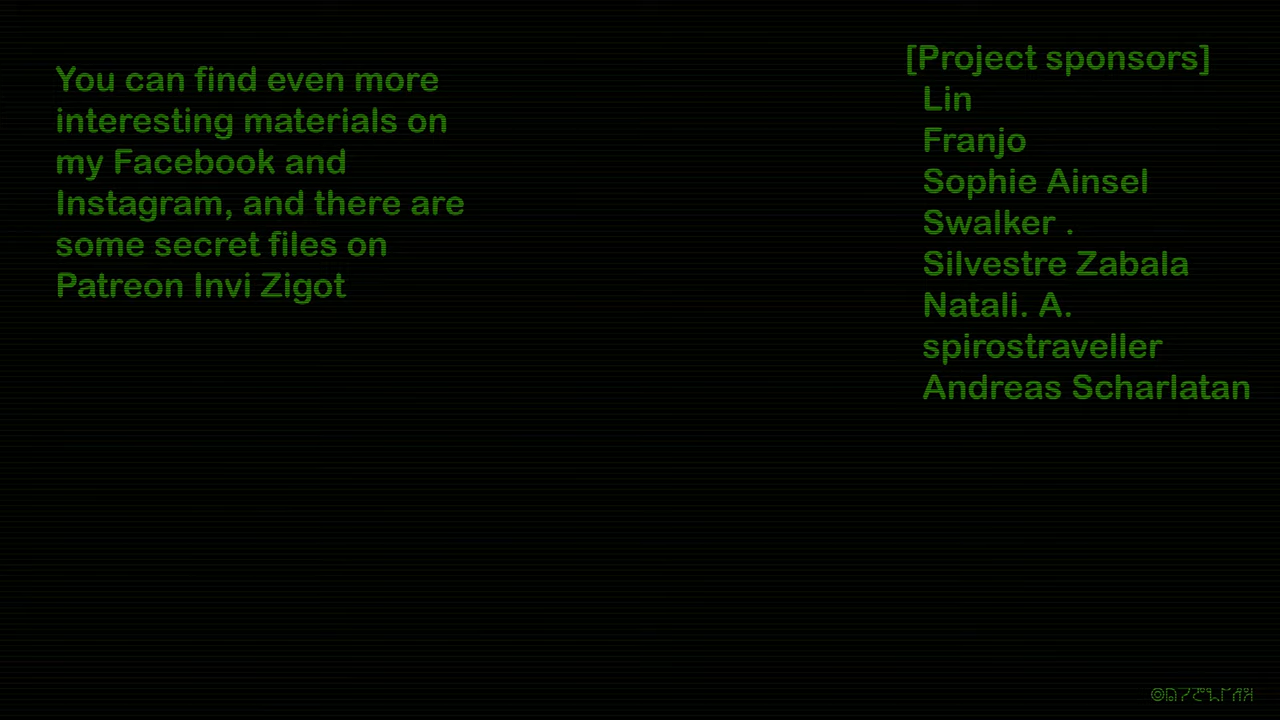 You can find even more
interesting materials on
my Facebook and
Instagram, and there are
some secret files on
Patreon Invi Zigot
[Project sponsors]
Lin
Franjo
Sophie Ainsel
Swalker .
Silvestre Zabala
Natali. A.
spirostraveller
Andreas Scharlatan